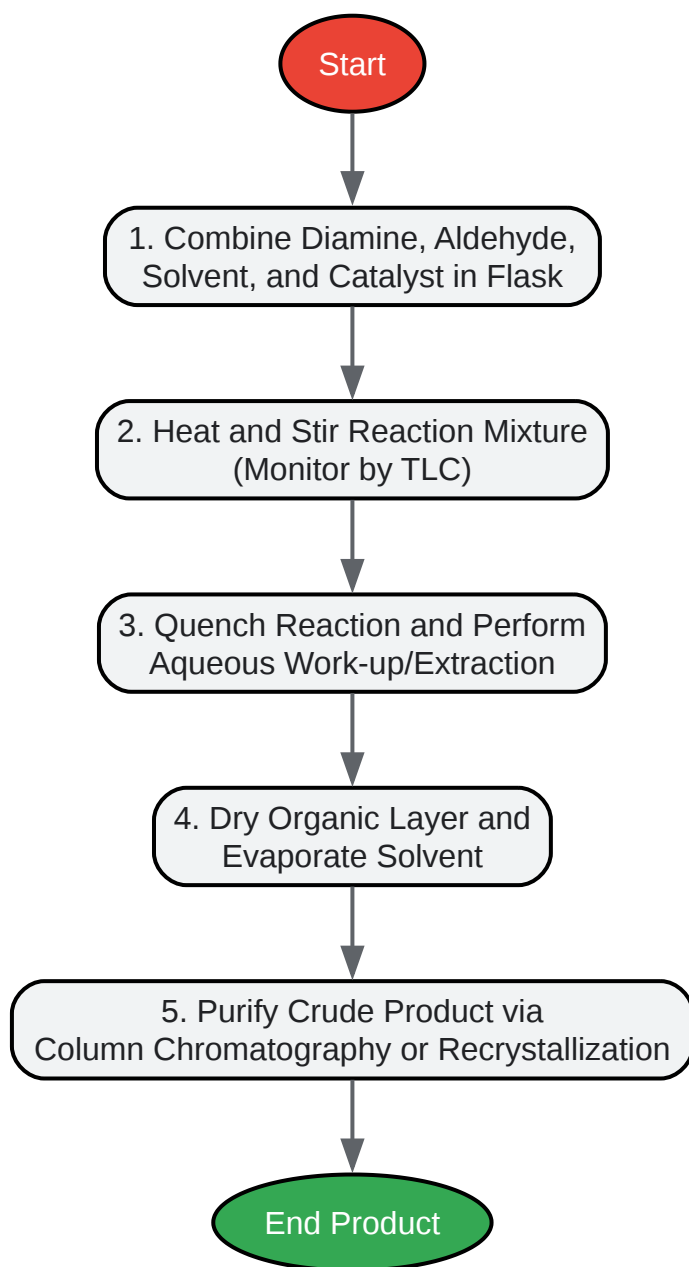 Start
1. Combine Diamine, Aldehyde,
Solvent, and Catalyst in Flask
2. Heat and Stir Reaction Mixture
(Monitor by TLC)
3. Quench Reaction and Perform
Aqueous Work-up/Extraction
4. Dry Organic Layer and
Evaporate Solvent
5. Purify Crude Product via
Column Chromatography or Recrystallization
End Product